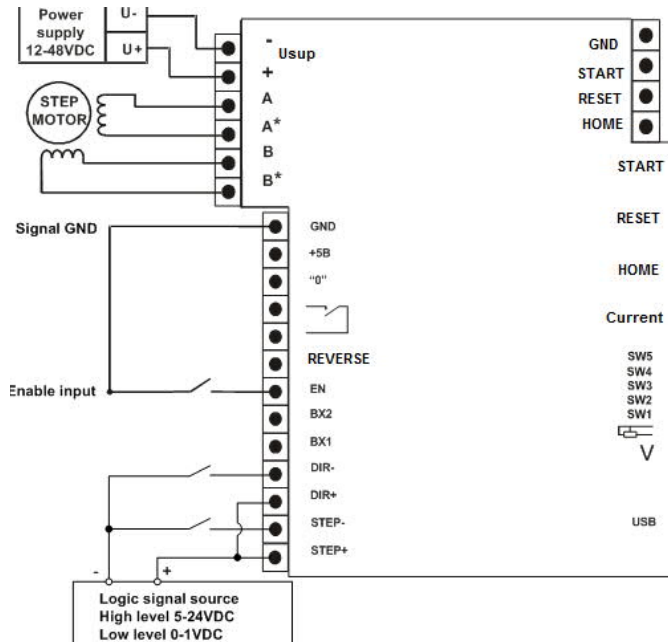 Power
supply
12-48VDC
U-
U+
-
+
Usup
A
A*
B
B*
STEP
MOTOR
GND
START
RESET
HOME
START
RESET
HOME
Current
SW5
SW4
SW3
SW2
SW1
V
USB
Signal GND
GND
+5B
“0”
REVERSE
Enable input
EN
BX2
BX1
DIR-
DIR+
STEP-
STEP+
- +
Logic signal source
High level 5-24VDC
Low level 0-1VDC